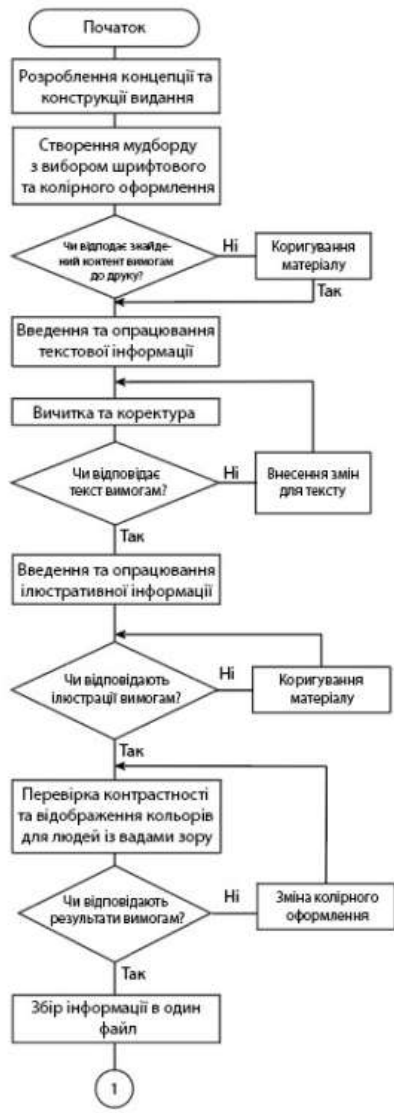 Початок
Розроблення концепції та
конструкції видання
Створення мудборду
з вибором шрифтового
та колірного оформлення
Чи відподає знайде-
ний контент вимогам
до друку?
Ні
Коригування
матеріалу
Так
Введення та опрацювання
текстової інформації
Вичитка та коректура
Чи відповідає
текст вимогам?
Ні
Внесення змін
для тексту
Так
Введення та опрацювання
ілюстративної інформації
Чи відповідають
ілюстрації вимогам?
Ні
Коригування
матеріалу
Так
Перевірка контрастності
та відображення кольорів
для людей із вадами зору
Чи відповідають
результати вимогам?
Ні
Зміна колірного
оформлення
Так
Збір інформації в один
файл
1